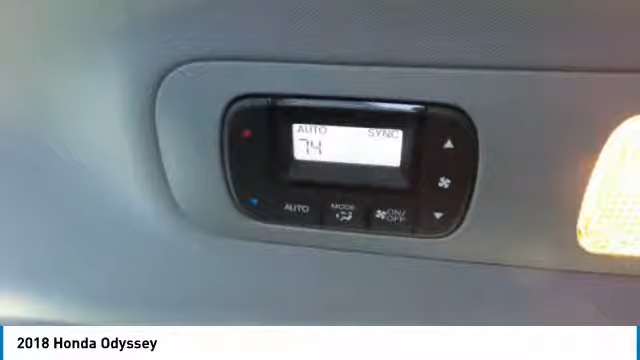 AUTO SYNC
74
AUTO MODE ON/
OFF
2018 Honda Odyssey